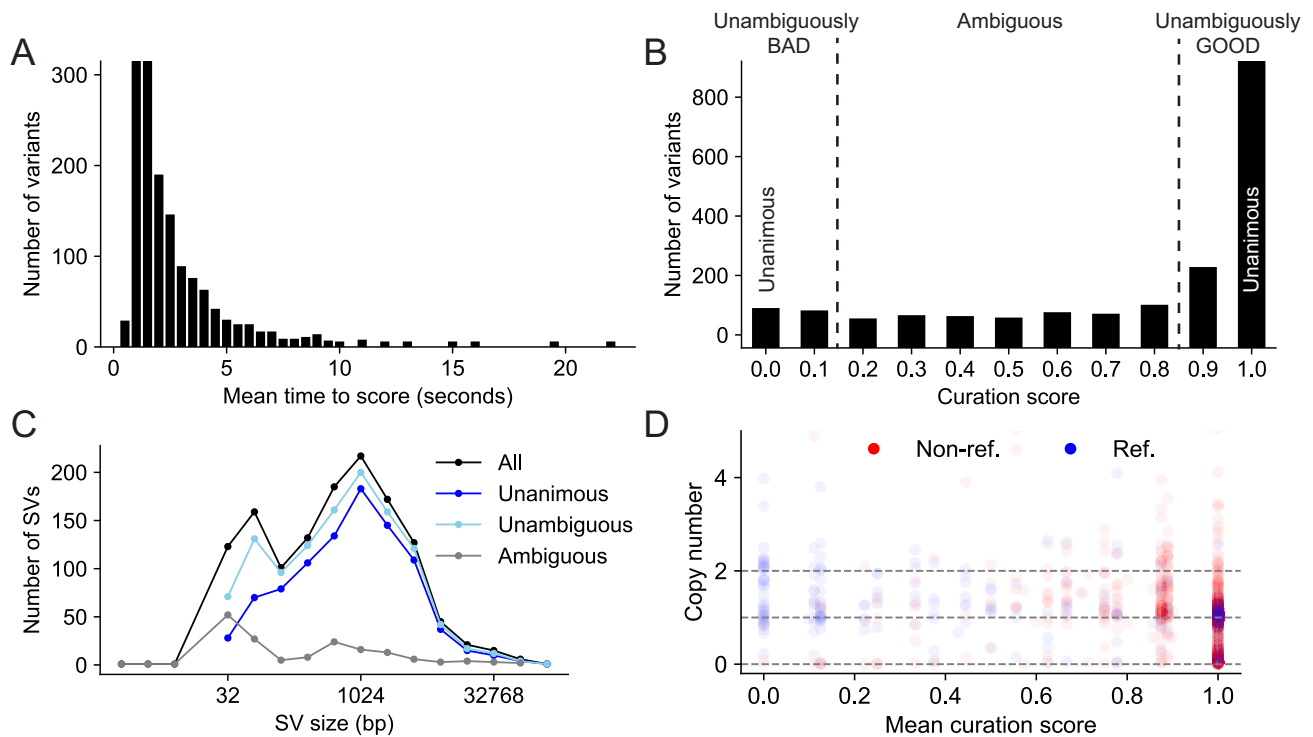 A
Number of variants
300
200
100
0
0
5
10
15
20
Mean time to score (seconds)
B
Unambiguously
BAD
Ambiguous
Unambiguously
GOOD
Number of variants
800
600
400
200
0
Unanimous
Unanimous
0.0 0.1 0.2 0.3 0.4 0.5 0.6 0.7 0.8 0.9 1.0
Curation score
C
Number of SVs
200
150
100
50
0
All
Unanimous
Unambiguous
Ambiguous
32
1024
32768
SV size (bp)
D
Non-ref.
Ref.
Copy number
4
2
1
0
0.0 0.2 0.4 0.6 0.8 1.0
Mean curation score